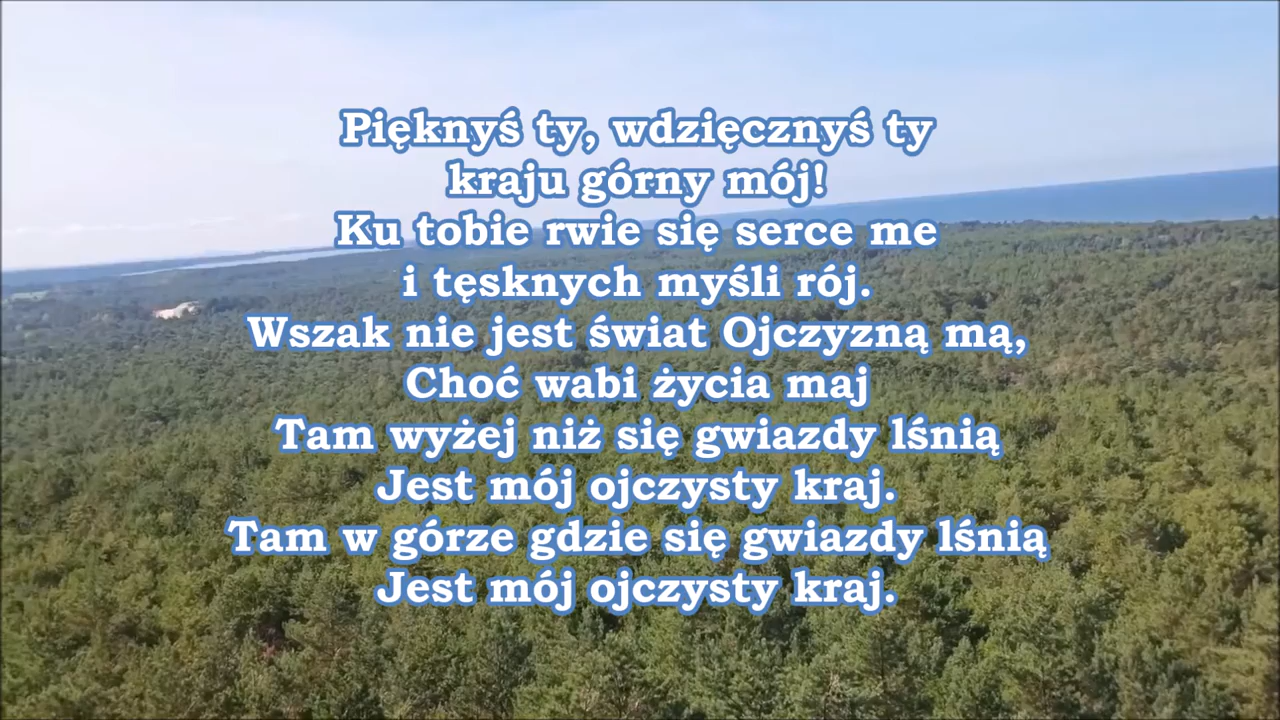 Pięknyś ty, wdzięcznyś ty
kraju górny mój!
Ku tobie rwie się serce me
i tęsknych myśli rój.
Wszak nie jest świat Ojczyzną mą,
Choć wabi życia maj
Tam wyżej niż się gwiazdy lśnią
Jest mój ojczysty kraj.
Tam w górze gdzie się gwiazdy lśnią
Jest mój ojczysty kraj.